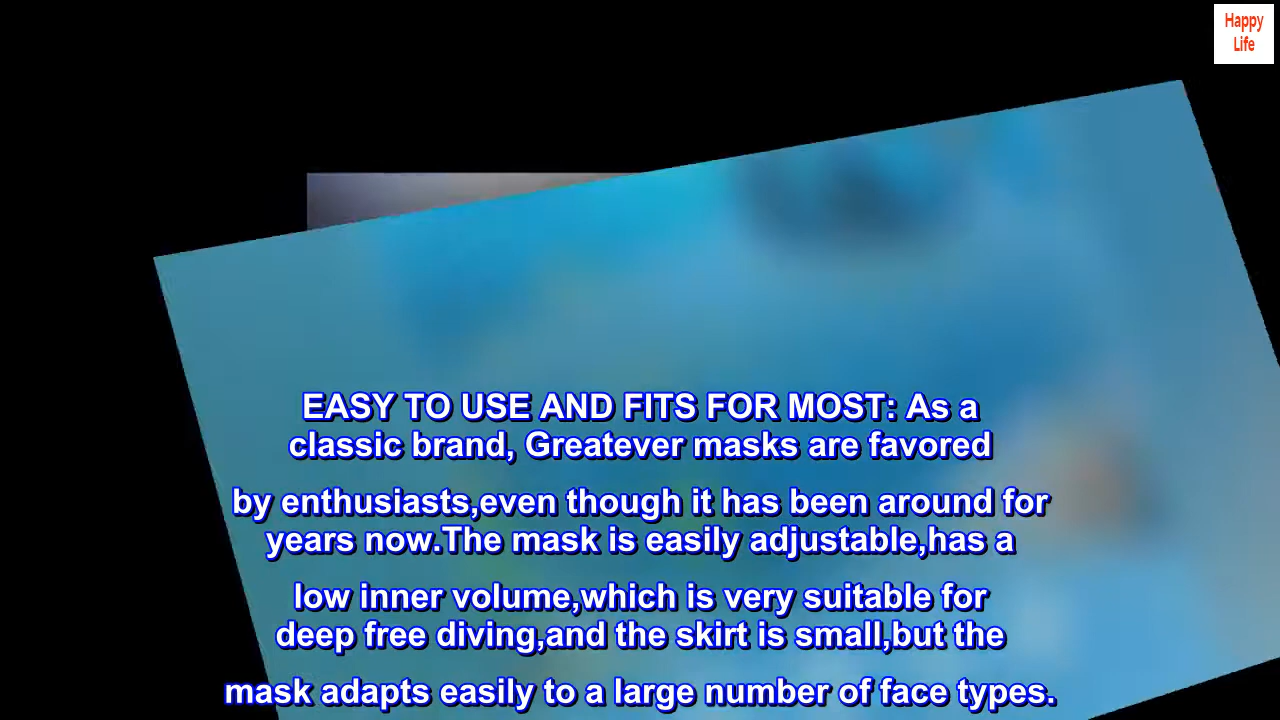 Happy
Life
EASY TO USE AND FITS FOR MOST: As a
classic brand, Greatever masks are favored
by enthusiasts,even though it has been around for
years now.The mask is easily adjustable,has a
low inner volume,which is very suitable for
deep free diving,and the skirt is small,but the
mask adapts easily to a large number of face types.